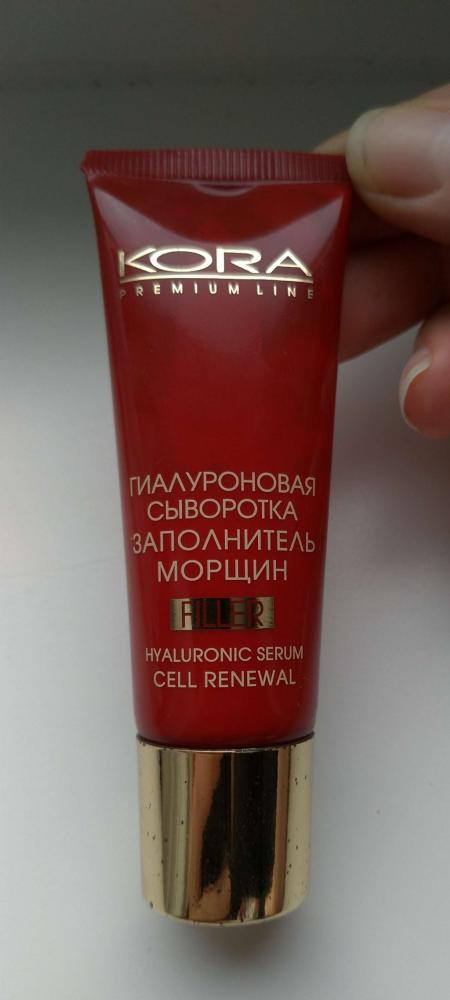 KORA
PREMIUM LINE
ГИАЛУРОНОВАЯ
СЫВОРОТКА
ЗАПОЛНИТЕЛЬ
МОРЩИН
FILLER
HYALURONIC SERUM
CELL RENEWAL